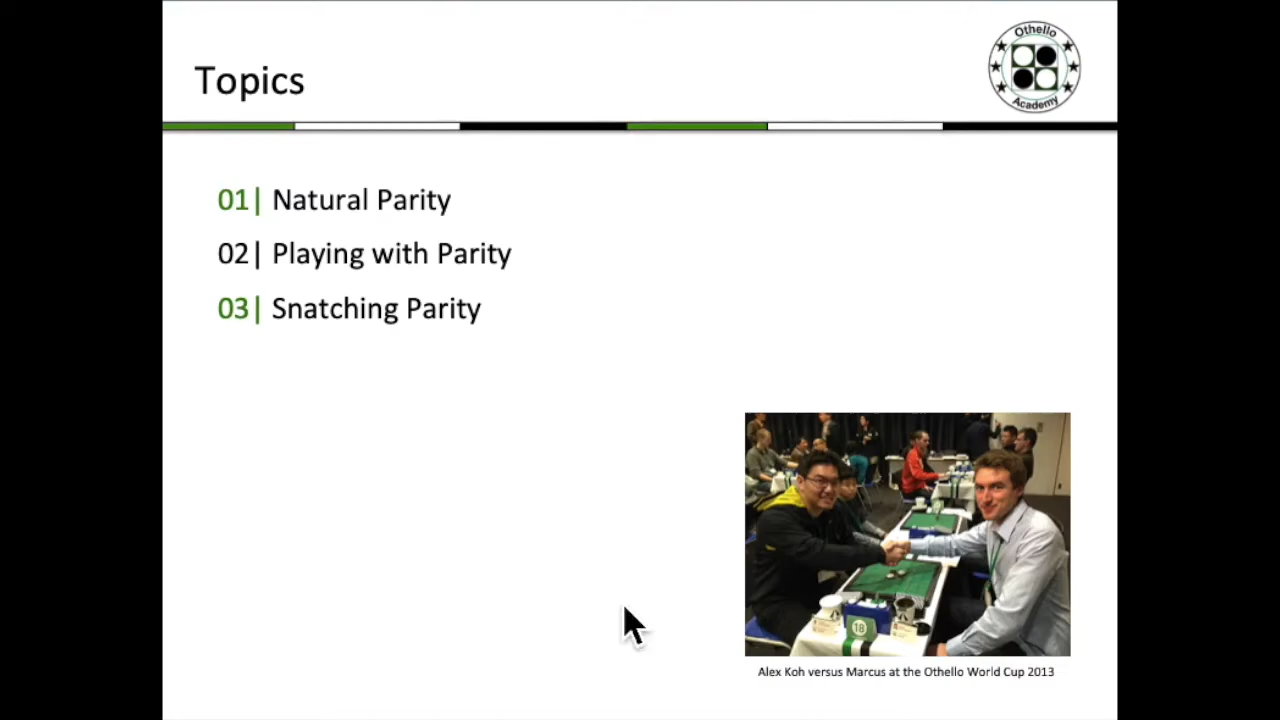 Othello
Academy
Topics
01| Natural Parity
02| Playing with Parity
03| Snatching Parity
18
Alex Koh versus Marcus at the Othello World Cup 2013